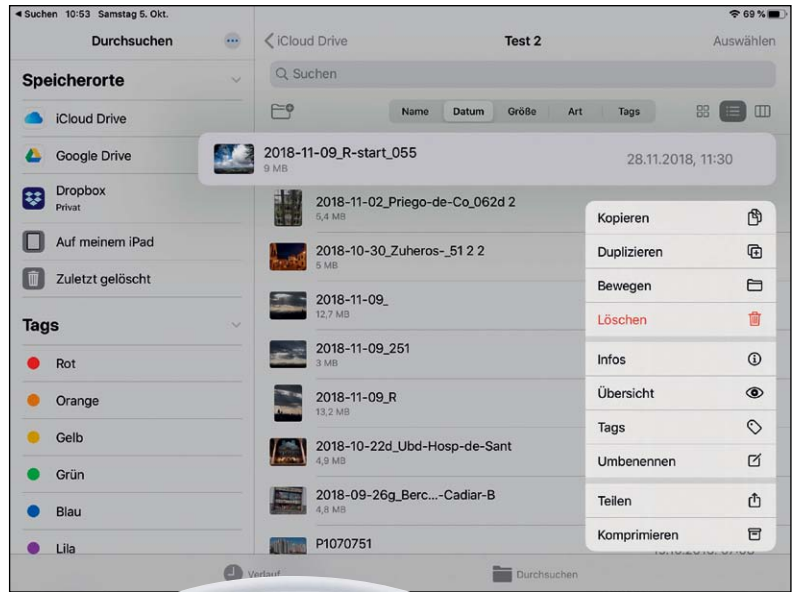 Suchen 10:53 Samstag 5. Okt. 69 %
Durchsuchen
iCloud Drive Test 2 Auswählen
Speicherorte
Suchen
iCloud Drive
Name Datum Größe Art Tags
Google Drive
2018-11-09_R-start_055 28.11.2018, 11:30
9 MB
Dropbox
Privat
2018-11-02_Priego-de-Co_062d 2
5,4 MB
Auf meinem iPad
2018-10-30_Zuheros-_51 2 2
5 MB
Zuletzt gelöscht
2018-11-09_
12,7 MB
Tags
2018-11-09_251
3 MB
Rot
2018-11-09_R
13,2 MB
Orange
Gelb
2018-10-22d_Ubd-Hosp-de-Sant
4,9 MB
Grün
2018-09-26g_Berc...-Cadiar-B
4,8 MB
Blau
Lila
P1070751
Kopieren
Duplizieren
Bewegen
Löschen
Infos
Übersicht
Tags
Umbenennen
Teilen
Komprimieren
Verlauf Durchsuchen